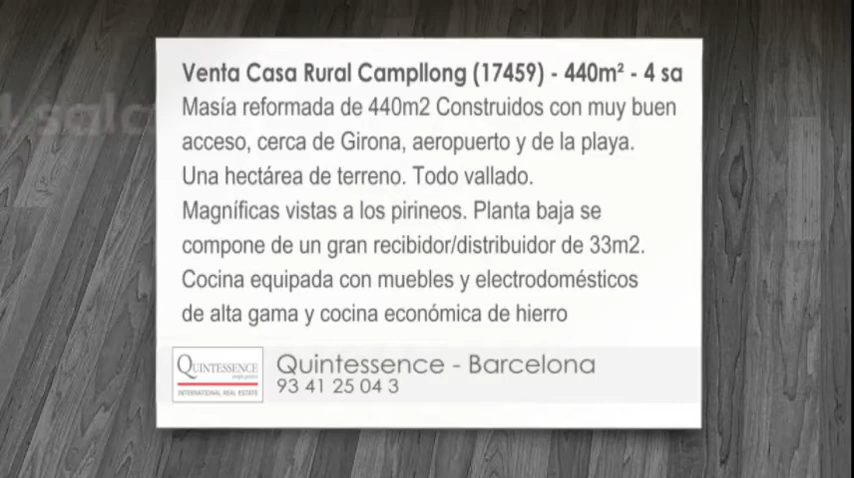 Venta Casa Rural Campllong (17459) - 440m² - 4 sa
Masía reformada de 440m2 Construidos con muy buen
acceso, cerca de Girona, aeropuerto y de la playa.
Una hectárea de terreno. Todo vallado.
Magníficas vistas a los pirineos. Planta baja se
compone de un gran recibidor/distribuidor de 33m2.
Cocina equipada con muebles y electrodomésticos
de alta gama y cocina económica de hierro
QUINTESSENCE
INTERNATIONAL REAL ESTATE
Quintessence - Barcelona
93 41 25 04 3